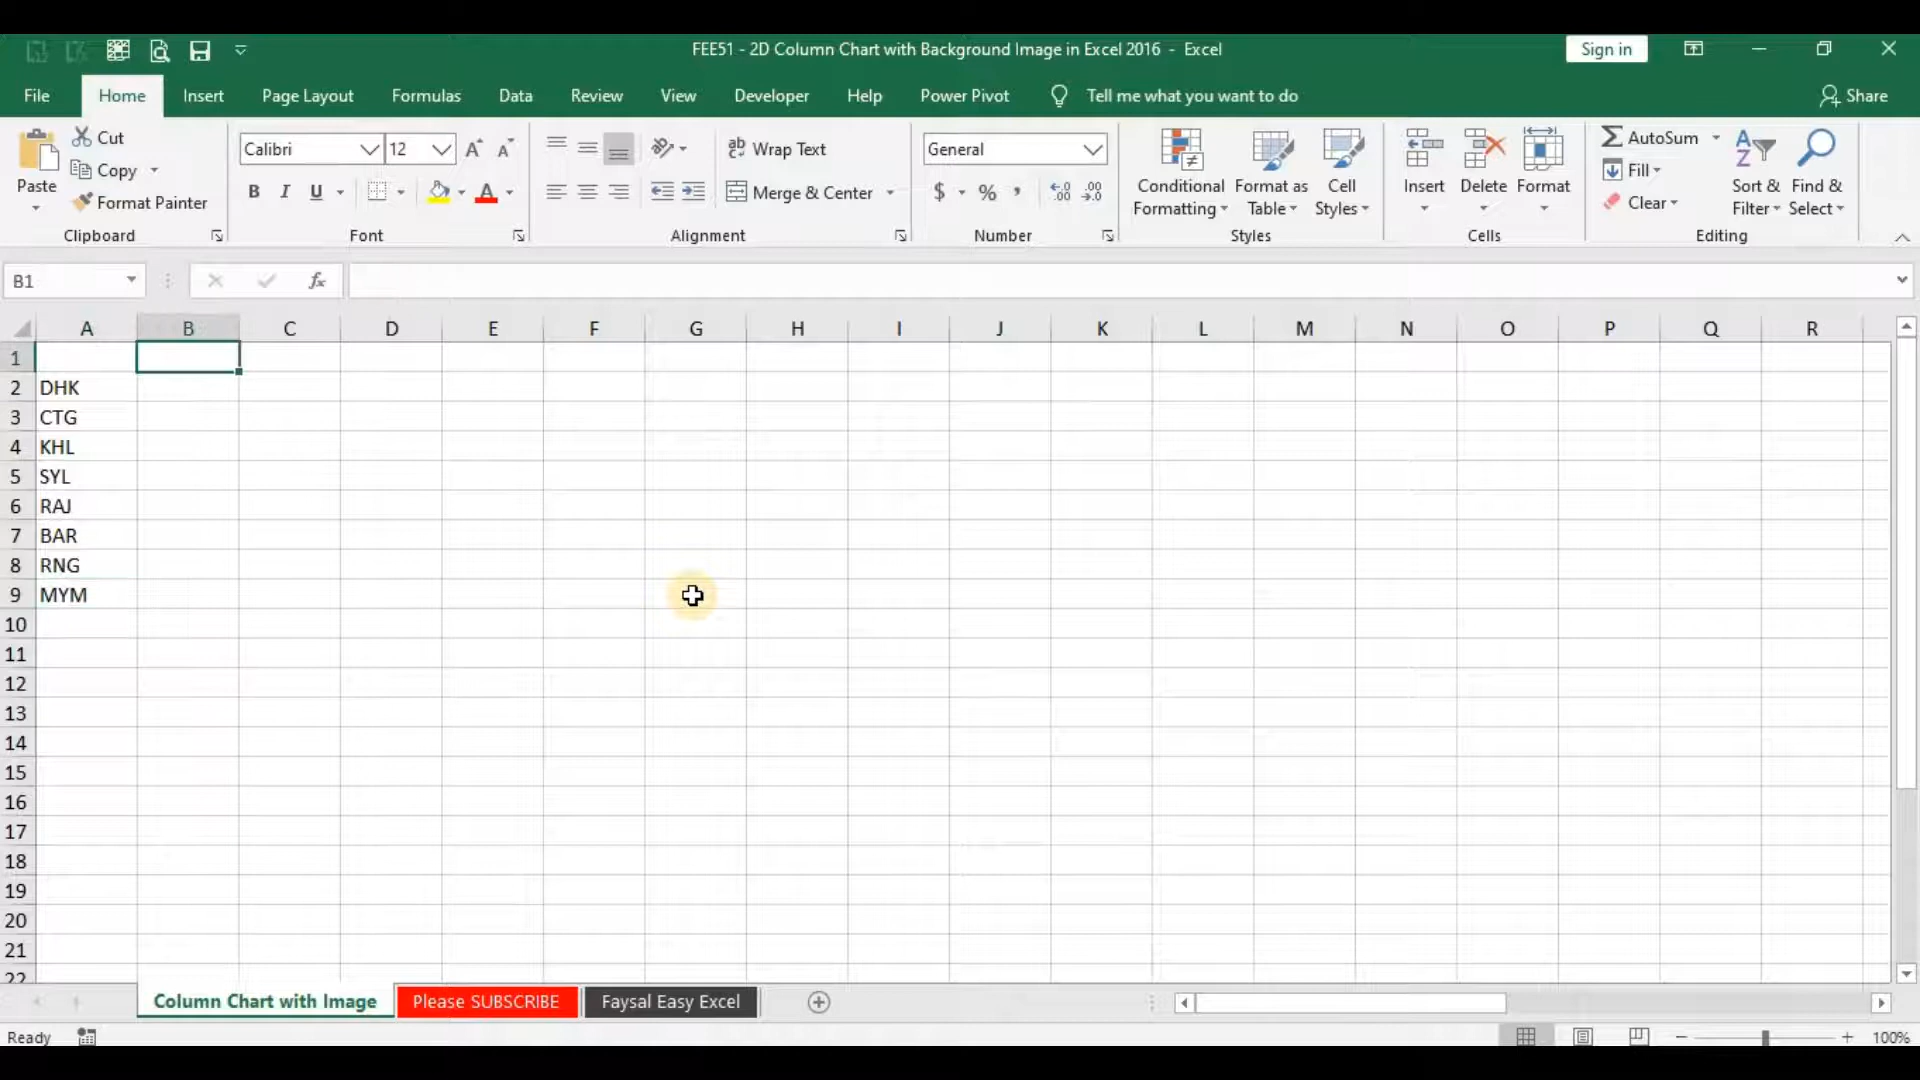 FEE51 - 2D Column Chart with Background Image in Excel 2016 - Excel
Sign in
File Home Insert Page Layout Formulas Data Review View Developer Help Power Pivot Tell me what you want to do Share
Paste
Cut
Copy
Format Painter
Clipboard
Calibri 12
B I U A
Font
Wrap Text
Merge & Center
Alignment
General
$ % ,
Number
Conditional Formatting
Format as Table
Cell Styles
Styles
Insert Delete Format
Cells
AutoSum
Fill
Clear
Sort & Filter
Find & Select
Editing
B1 fx
A B C D E F G H I J K L M N O P Q R
1
2 DHK
3 CTG
4 KHL
5 SYL
6 RAJ
7 BAR
8 RNG
9 MYM
10
11
12
13
14
15
16
17
18
19
20
21
22
Column Chart with Image Please SUBSCRIBE Faysal Easy Excel
Ready 100%